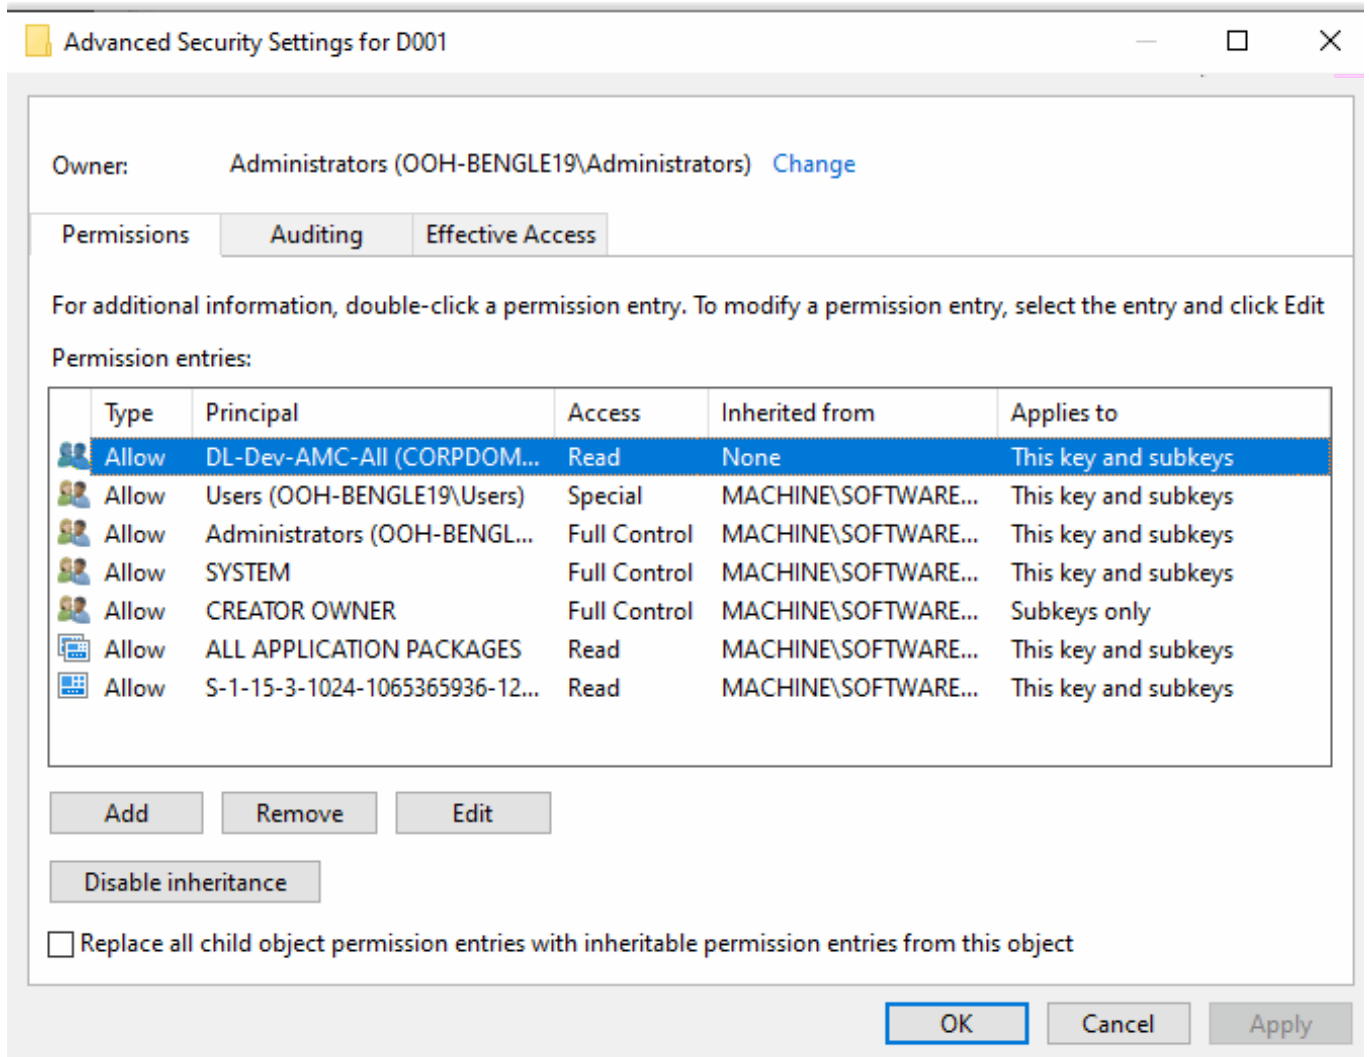 Advanced Security Settings for D001
Owner: Administrators (OOH-BENGLE19\Administrators) Change
Permissions Auditing Effective Access
For additional information, double-click a permission entry. To modify a permission entry, select the entry and click Edit
Permission entries:
Type Principal Access Inherited from Applies to
Allow DL-Dev-AMC-All (CORPDOM... Read None This key and subkeys
Allow Users (OOH-BENGLE19\Users) Special MACHINE\SOFTWARE... This key and subkeys
Allow Administrators (OOH-BENGL... Full Control MACHINE\SOFTWARE... This key and subkeys
Allow SYSTEM Full Control MACHINE\SOFTWARE... This key and subkeys
Allow CREATOR OWNER Full Control MACHINE\SOFTWARE... Subkeys only
Allow ALL APPLICATION PACKAGES Read MACHINE\SOFTWARE... This key and subkeys
Allow S-1-15-3-1024-1065365936-12... Read MACHINE\SOFTWARE... This key and subkeys
Add Remove Edit
Disable inheritance
Replace all child object permission entries with inheritable permission entries from this object
OK Cancel Apply